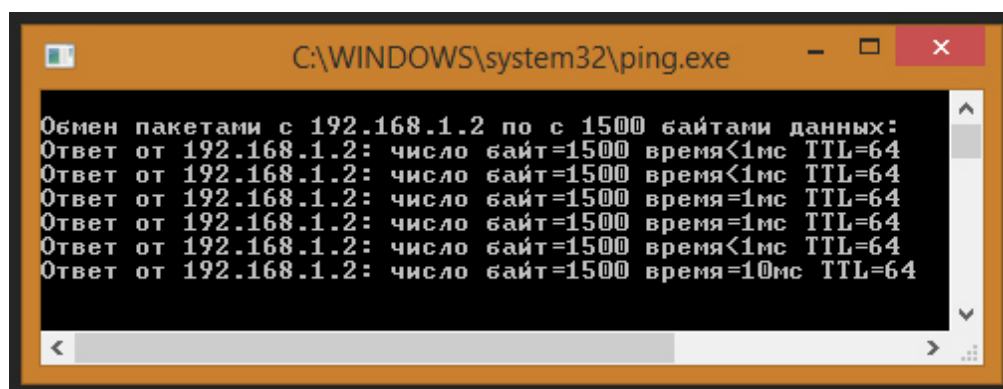 C:\WINDOWS\system32\ping.exe
Обмен пакетами с 192.168.1.2 по с 1500 байтами данных:
Ответ от 192.168.1.2: число байт=1500 время<1мс TTL=64
Ответ от 192.168.1.2: число байт=1500 время<1мс TTL=64
Ответ от 192.168.1.2: число байт=1500 время=1мс TTL=64
Ответ от 192.168.1.2: число байт=1500 время=1мс TTL=64
Ответ от 192.168.1.2: число байт=1500 время<1мс TTL=64
Ответ от 192.168.1.2: число байт=1500 время=10мс TTL=64